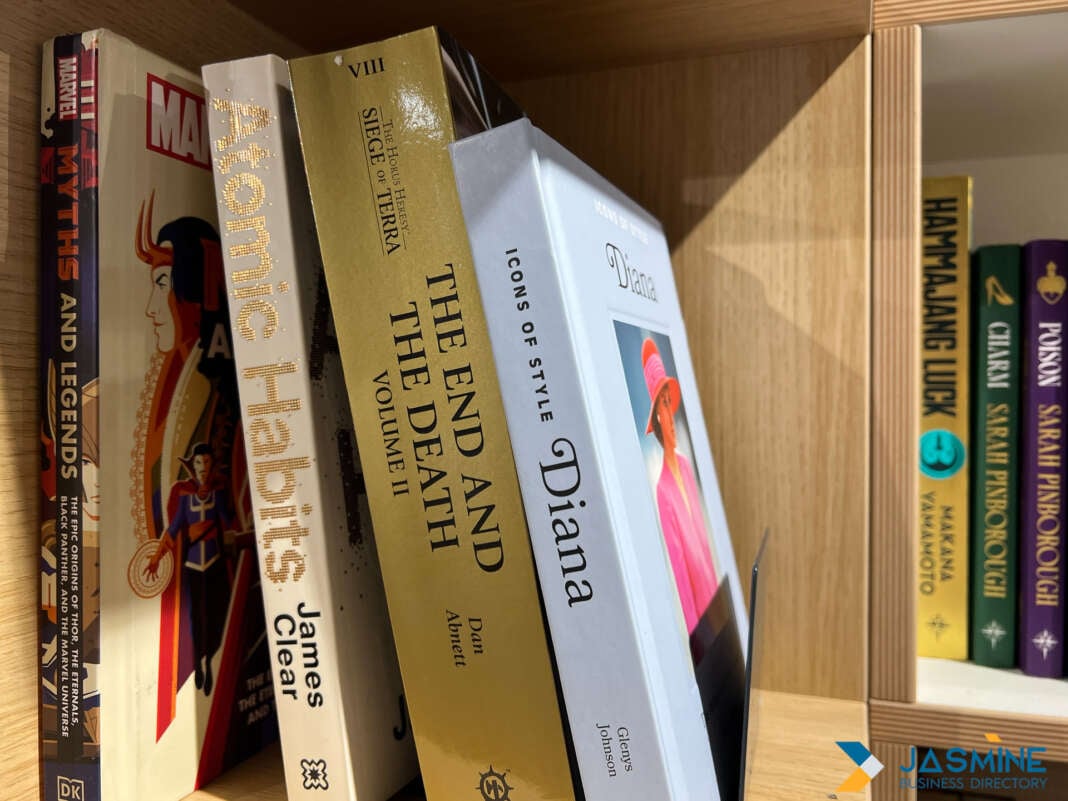 MARVEL
MYTHS AND LEGENDS
THE EPIC ORIGINS OF THOR, THE ETERNALS,
BLACK PANTHER, AND THE MARVEL UNIVERSE
DK
Atomic Habits
James
Clear
VIII
THE HORUS HERESY
SIEGE OF TERRA
THE END AND
THE DEATH
VOLUME II
Dan
Abnett
ICONS OF STYLE
Diana
Glenys
Johnson
ICONS OF STYLE
Diana
HAMMAJANG LUCK
MAKANA
YAMAMOTO
CHARM
SARAH PINBOROUGH
POISON
SARAH PINBOROUGH
JASMINE
BUSINESS DIRECTORY